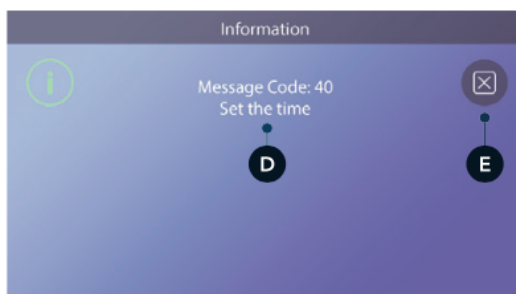 Information
i
Message Code: 40
Set the time
D
E